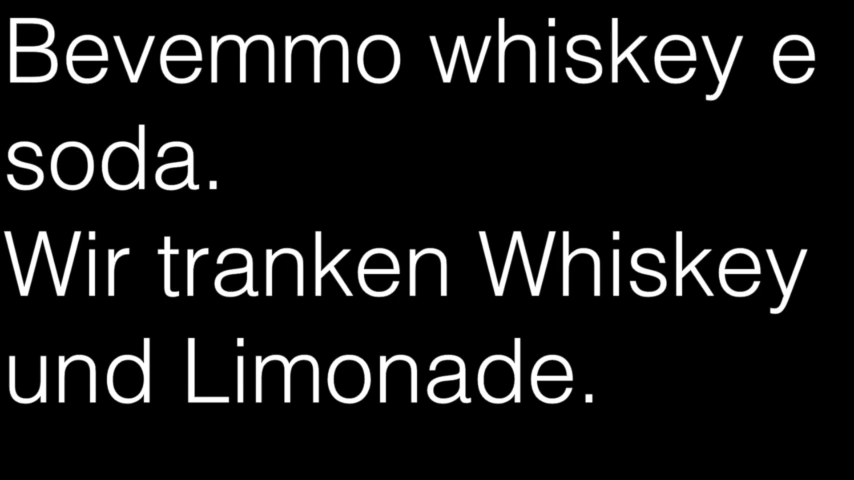 Bevemmo whiskey e
soda.
Wir tranken Whiskey
und Limonade.